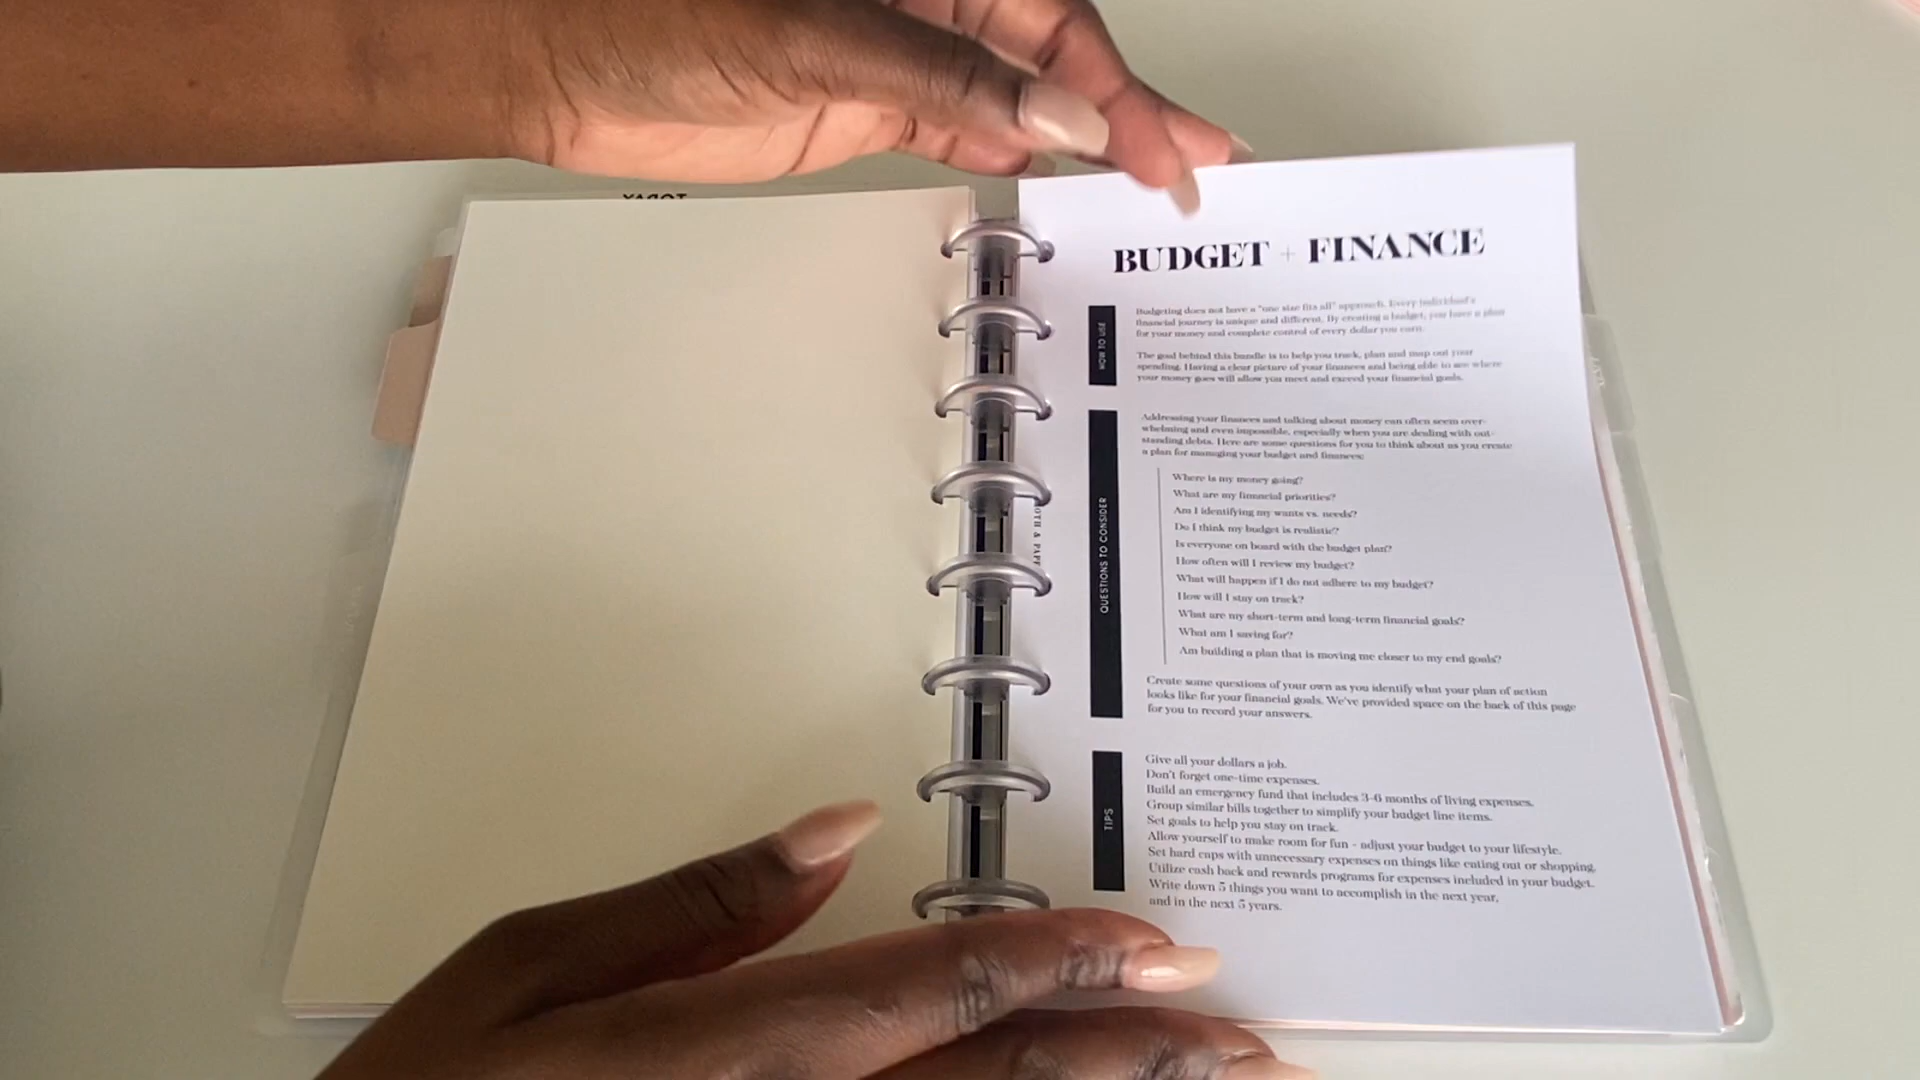 TODAY
BUDGET + FINANCE
HOW TO USE
Budgeting does not have a "one size fits all" approach. Every individual's
financial journey is unique and different. By creating a budget, you have a plan
for your money and complete control of every dollar you earn.
The goal behind this bundle is to help you track, plan and map out your
spending. Having a clear picture of your finances and being able to see where
your money goes will allow you meet and exceed your financial goals.
QUESTIONS TO CONSIDER
Addressing your finances and talking about money can often seem over-
whelming and even impossible, especially when you are dealing with out-
standing debts. Here are some questions for you to think about as you create
a plan for managing your budget and finances:
Where is my money going?
What are my financial priorities?
Am I identifying my wants vs. needs?
Do I think my budget is realistic?
Is everyone on board with the budget plan?
How often will I review my budget?
What will happen if I do not adhere to my budget?
How will I stay on track?
What are my short-term and long-term financial goals?
What am I saving for?
Am building a plan that is moving me closer to my end goals?
Create some questions of your own as you identify what your plan of action
looks like for your financial goals. We've provided space on the back of this page
for you to record your answers.
TIPS
Give all your dollars a job.
Don't forget one-time expenses.
Build an emergency fund that includes 3-6 months of living expenses.
Group similar bills together to simplify your budget line items.
Set goals to help you stay on track.
Allow yourself to make room for fun - adjust your budget to your lifestyle.
Set hard caps with unnecessary expenses on things like eating out or shopping.
Utilize cash back and rewards programs for expenses included in your budget.
Write down 5 things you want to accomplish in the next year,
and in the next 5 years.